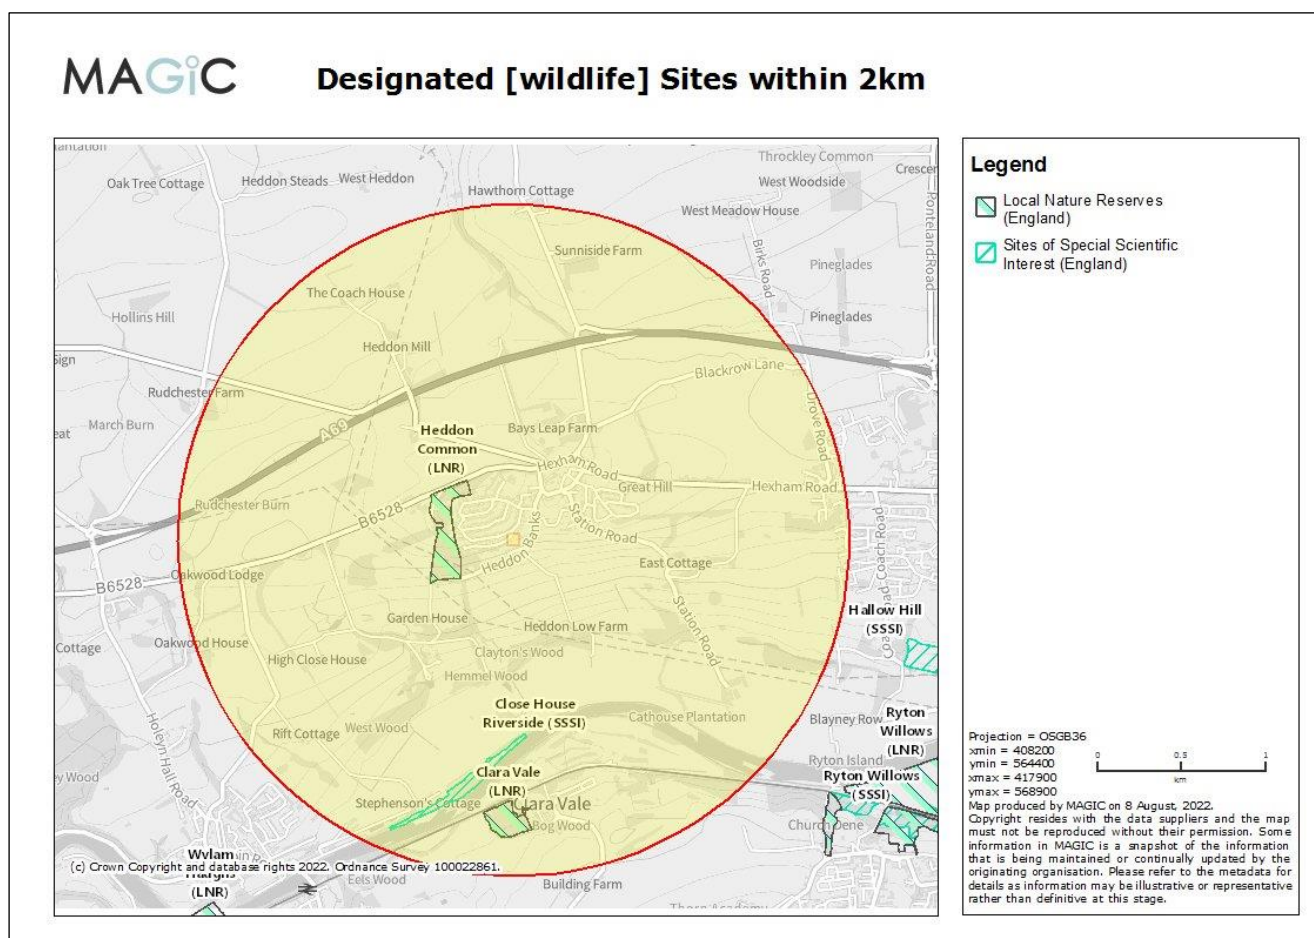 MAGiC
Designated [wildlife] Sites within 2km
Throckley Common
Crescent
Oak Tree Cottage
Heddon Steads
West Heddon
West Woodside
Hawthorn Cottage
West Meadow House
Ponteland Road
Birks Road
Sunniside Farm
Pineglades
The Coach House
Hollins Hill
Pineglades
Heddon Mill
Sign
Blackrow Lane
Rudchester Farm
March Burn
A69
Drove Road
Heddon
Common
(LNR)
Bays Leap Farm
Hexham Road
Great Hill
Hexham Road
Rudchester Burn
B6528
Station Road
Heddon Banks
East Cottage
Oakwood Lodge
B6528
Coach Road
Garden House
Heddon Low Farm
Station Road
Hallow Hill
(SSSI)
Cottage
Oakwood House
High Close House
Clayton's Wood
Hemmel Wood
Close House
Riverside (SSSI)
Cathouse Plantation
Blayney Row
Ryton
Willows
(LNR)
Holeyn Hall Road
Rift Cottage
West Wood
Ryton Island
Clara Vale
(LNR)
Ryton Willows
(SSSI)
Stephenson's Cottage
Clara Vale
Bog Wood
Church Dene
Wylam
(LNR)
(c) Crown Copyright and database rights 2022. Ordnance Survey 100022861.
Eels Wood
Building Farm
Legend
Local Nature Reserves
(England)
Sites of Special Scientific
Interest (England)
Projection = OSGB36
xmin = 408200
ymin = 564400
xmax = 417900
ymax = 568900
0 0.5 1
km
Map produced by MAGIC on 8 August, 2022.
Copyright resides with the data suppliers and the map
must not be reproduced without their permission. Some
information in MAGIC is a snapshot of the information
that is being maintained or continually updated by the
originating organisation. Please refer to the metadata for
details as information may be illustrative or representative
rather than definitive at this stage.